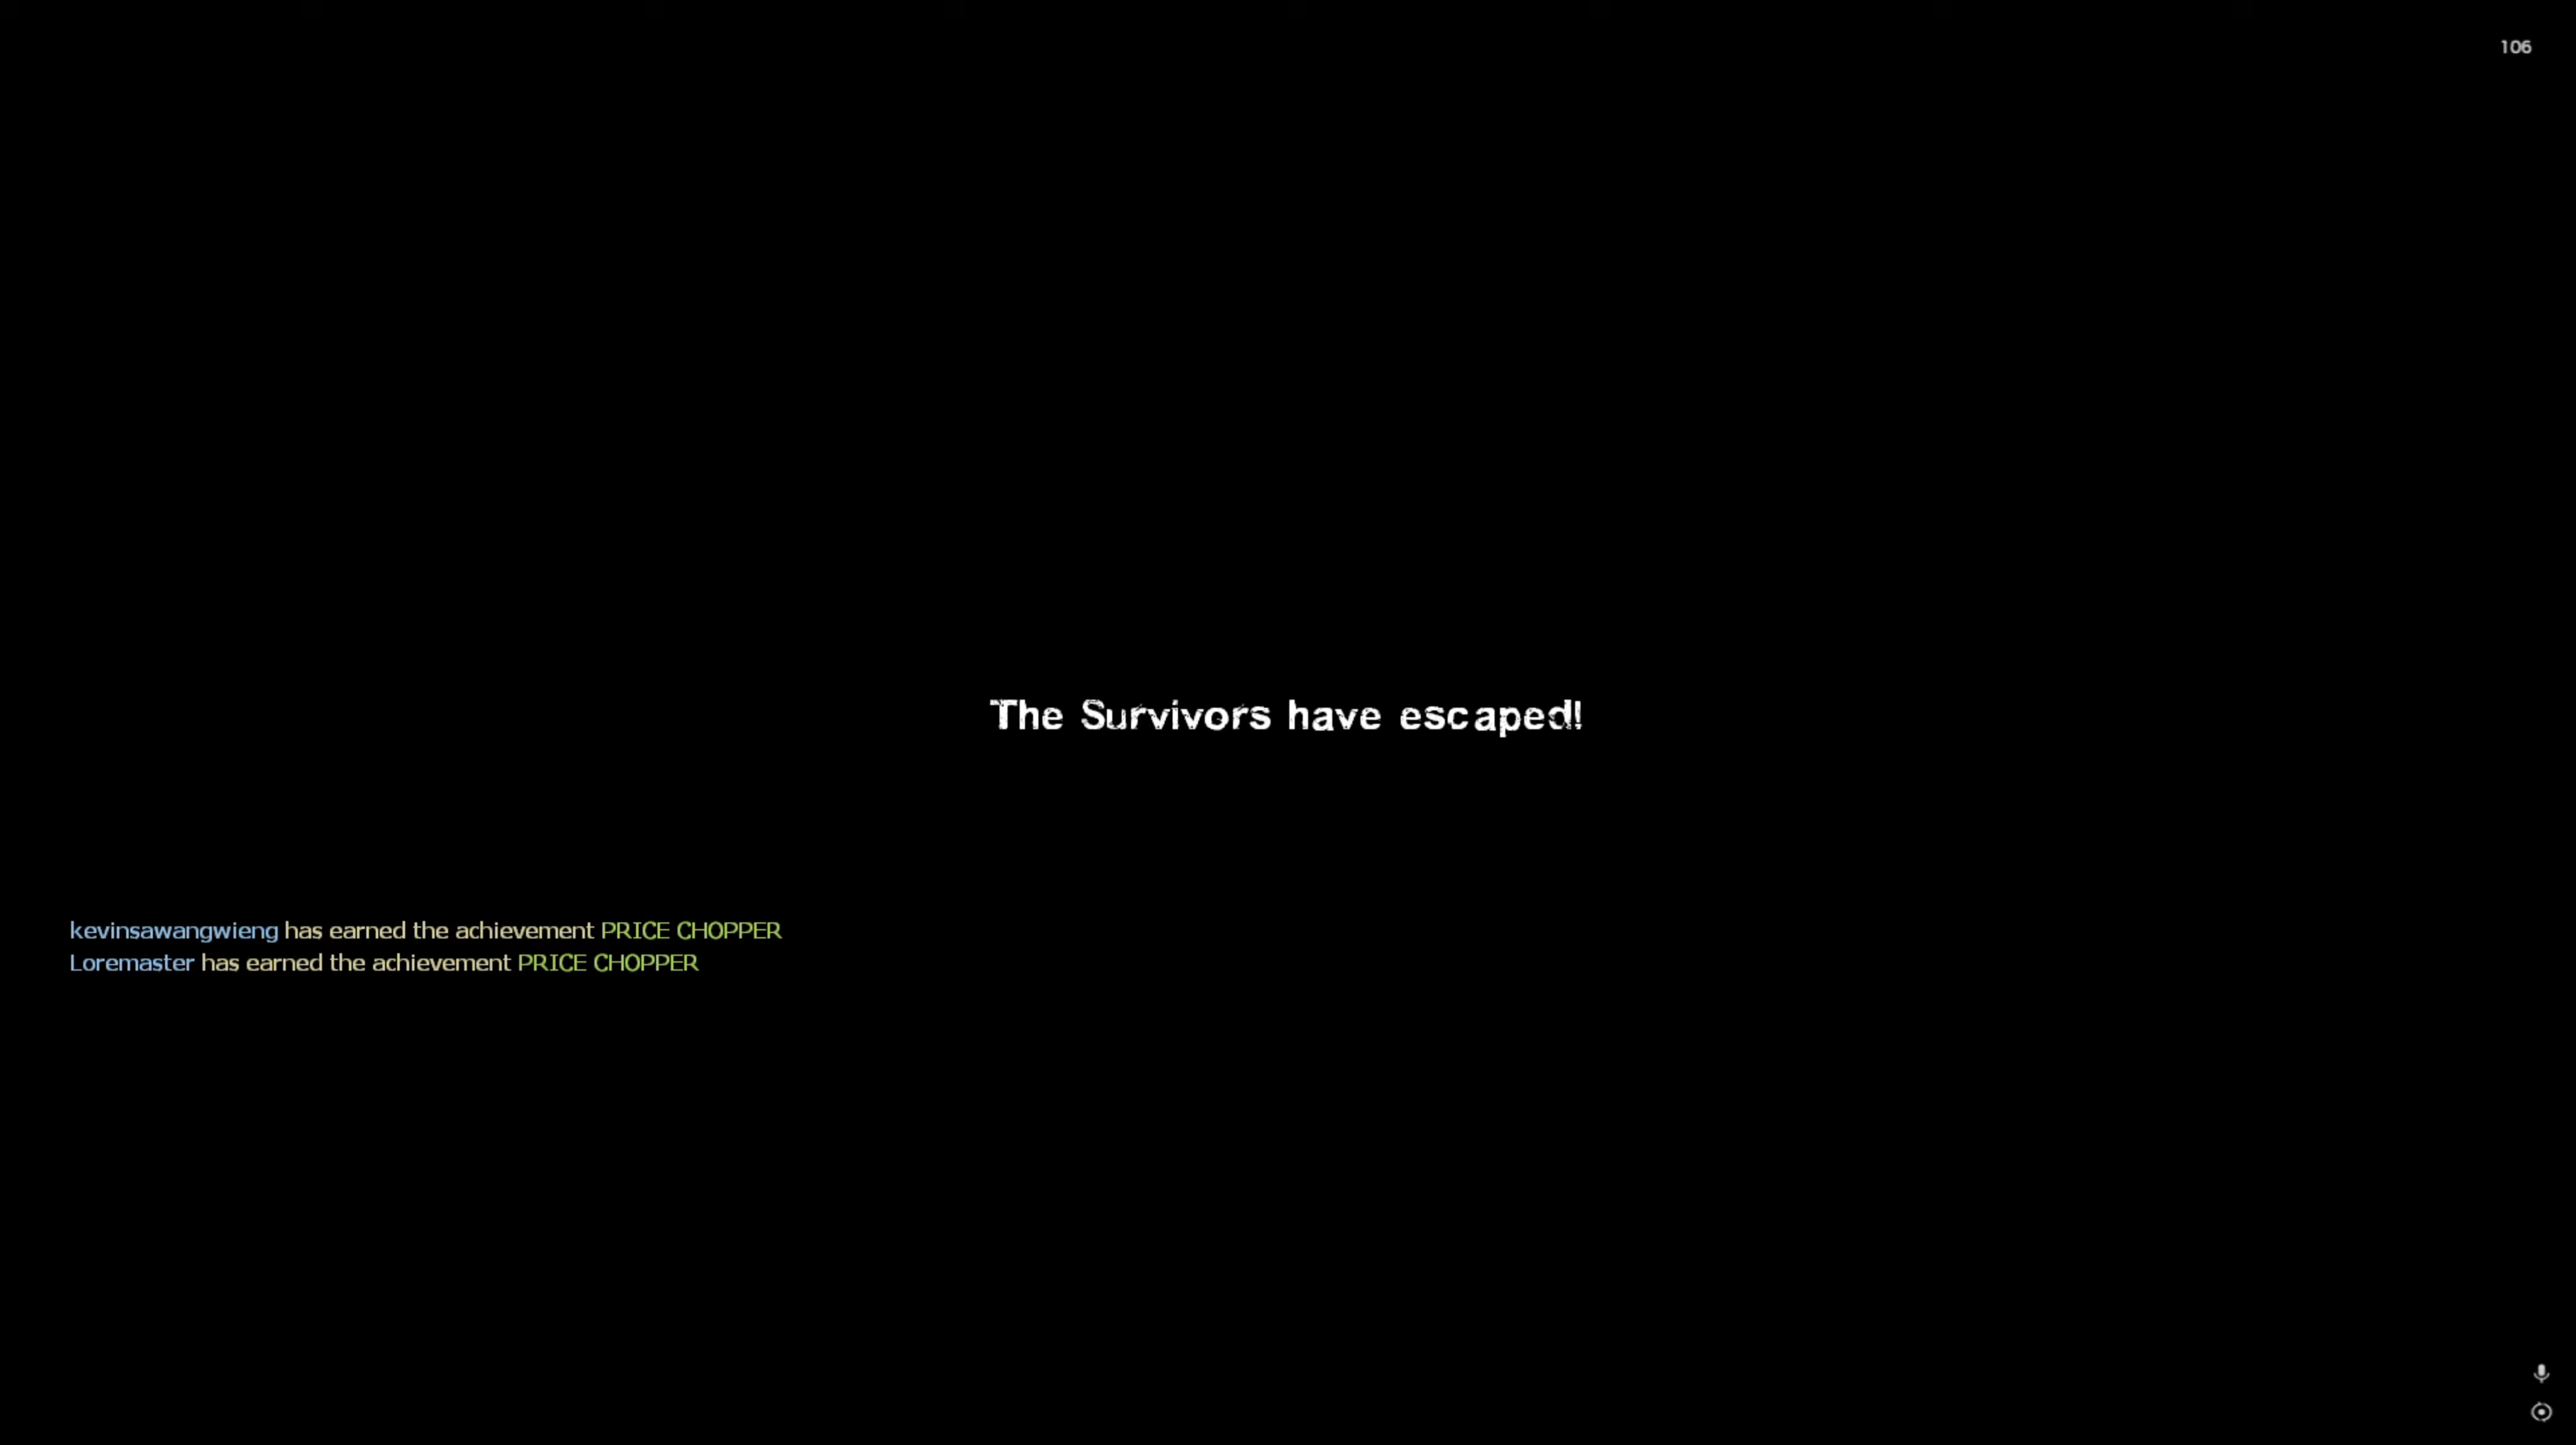 106
The Survivors have escaped!
kevinsawangwieng has earned the achievement PRICE CHOPPER
Loremaster has earned the achievement PRICE CHOPPER